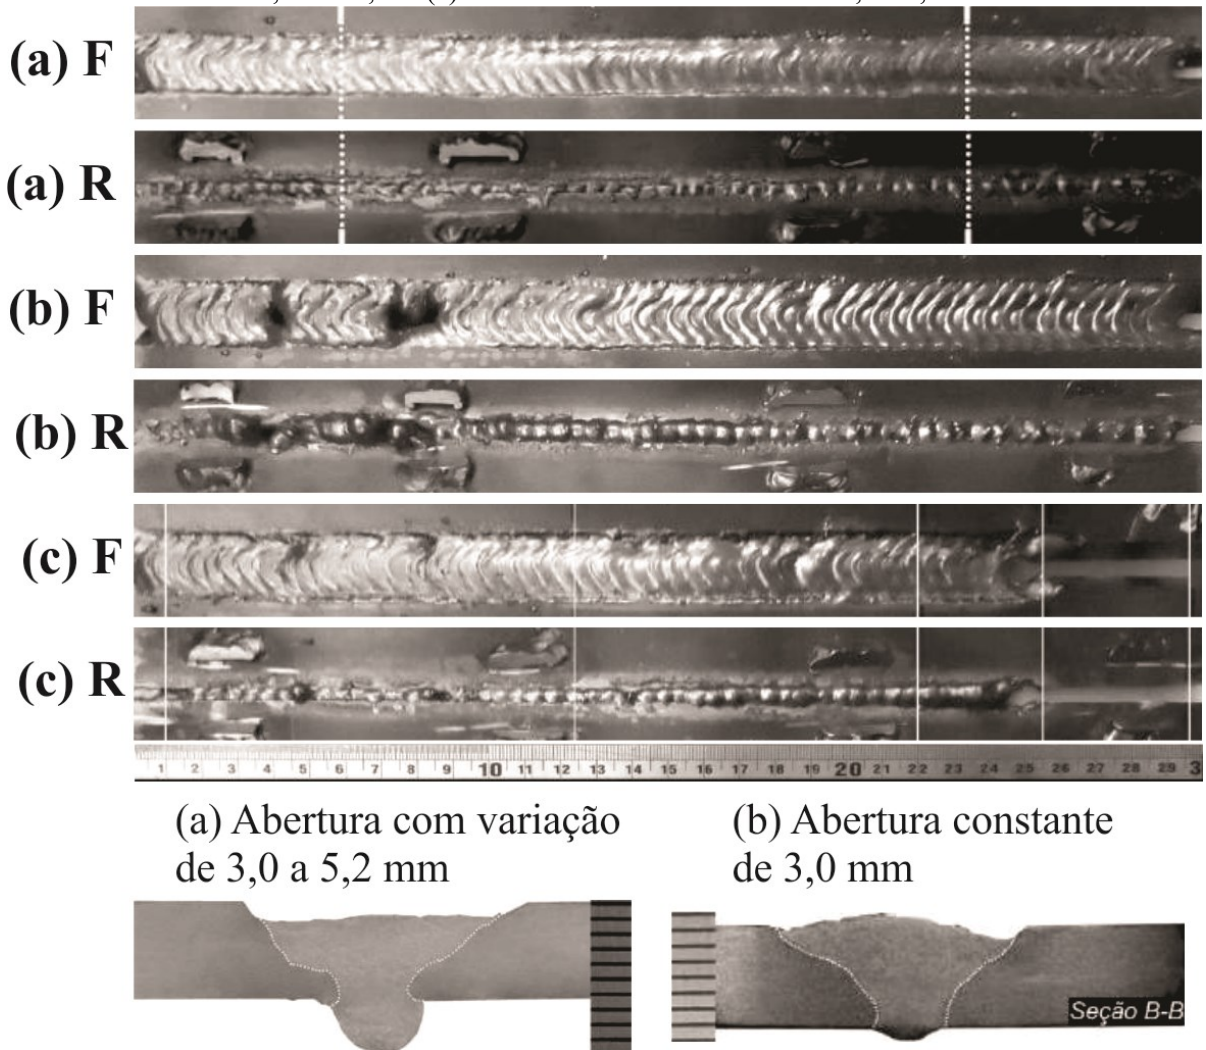 (a) F
(a) R
(b) F
(b) R
(c) F
(c) R
1 2 3 4 5 6 7 8 9 10 11 12 13 14 15 16 17 18 19 20 21 22 23 24 25 26 27 28 29 3
(a) Abertura com variação
de 3,0 a 5,2 mm
(b) Abertura constante
de 3,0 mm
Seção B-B